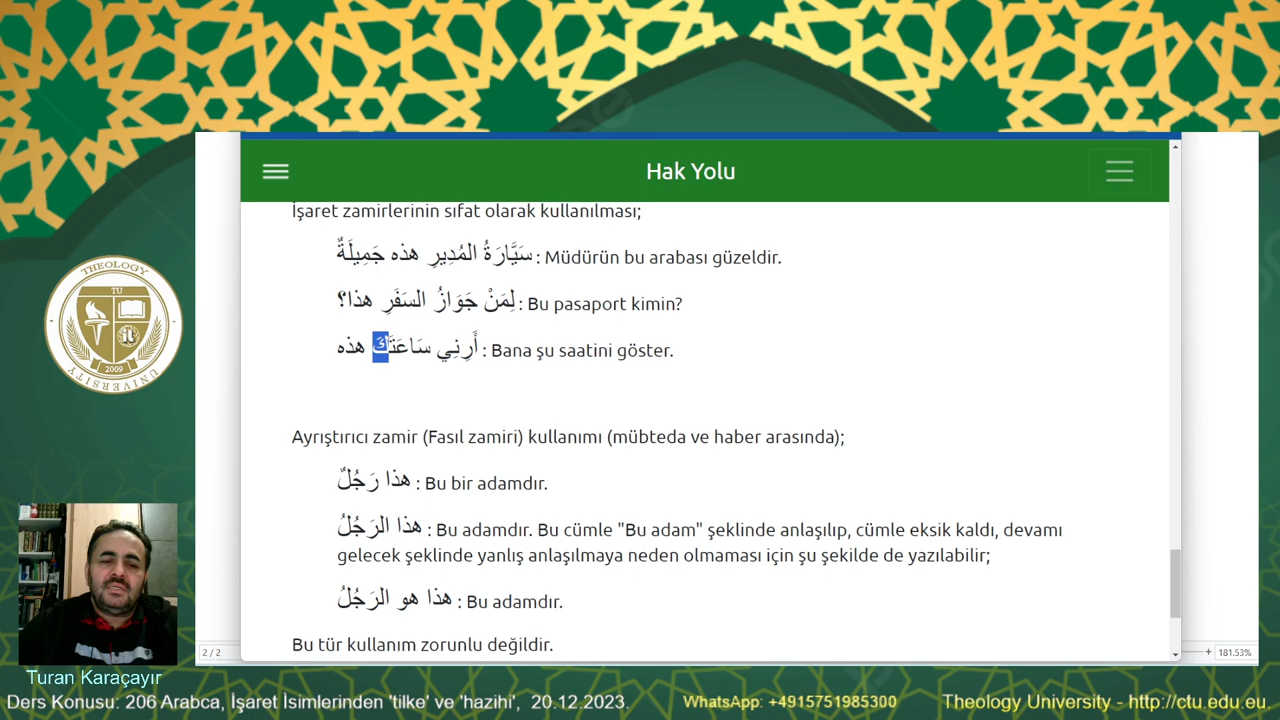 Hak Yolu
İşaret zamirlerinin sıfat olarak kullanılması;
سَيَّارَةُ المُدِيرِ هذه جَمِيلَةٌ : Müdürün bu arabası güzeldir.
لِمَنْ جَوَازُ السَفَرِ هذا؟ : Bu pasaport kimin?
أَرِنِي سَاعَتَكَ هذه : Bana şu saatini göster.
Ayrıştırıcı zamir (Fasıl zamiri) kullanımı (mübteda ve haber arasında);
هذا رَجُلٌ : Bu bir adamdır.
هذا الرَجُلُ : Bu adamdır. Bu cümle "Bu adam" şeklinde anlaşılıp, cümle eksik kaldı, devamı
gelecek şeklinde yanlış anlaşılmaya neden olmaması için şu şekilde de yazılabilir;
هذا هو الرَجُلُ : Bu adamdır.
Bu tür kullanım zorunlu değildir.
2 / 2
+ 181.53%
THEOLOGY
TU
2009
UNIVERSITY
Turan Karaçayır
Ders Konusu: 206 Arabca, İşaret İsimlerinden 'tilke' ve 'hazihi', 20.12.2023.
WhatsApp: +4915751985300
Theology University - http://ctu.edu.eu.